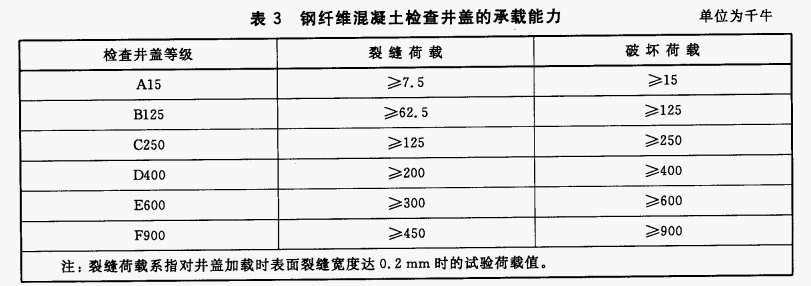 表 3 钢纤维混凝土检查井盖的承载能力 单位为千牛
检查井盖等级 裂缝荷载 破坏荷载
A15 ≥7.5 ≥15
B125 ≥62.5 ≥125
C250 ≥125 ≥250
D400 ≥200 ≥400
E600 ≥300 ≥600
F900 ≥450 ≥900
注：裂缝荷载系指对井盖加载时表面裂缝宽度达 0.2 mm 时的试验荷载值。